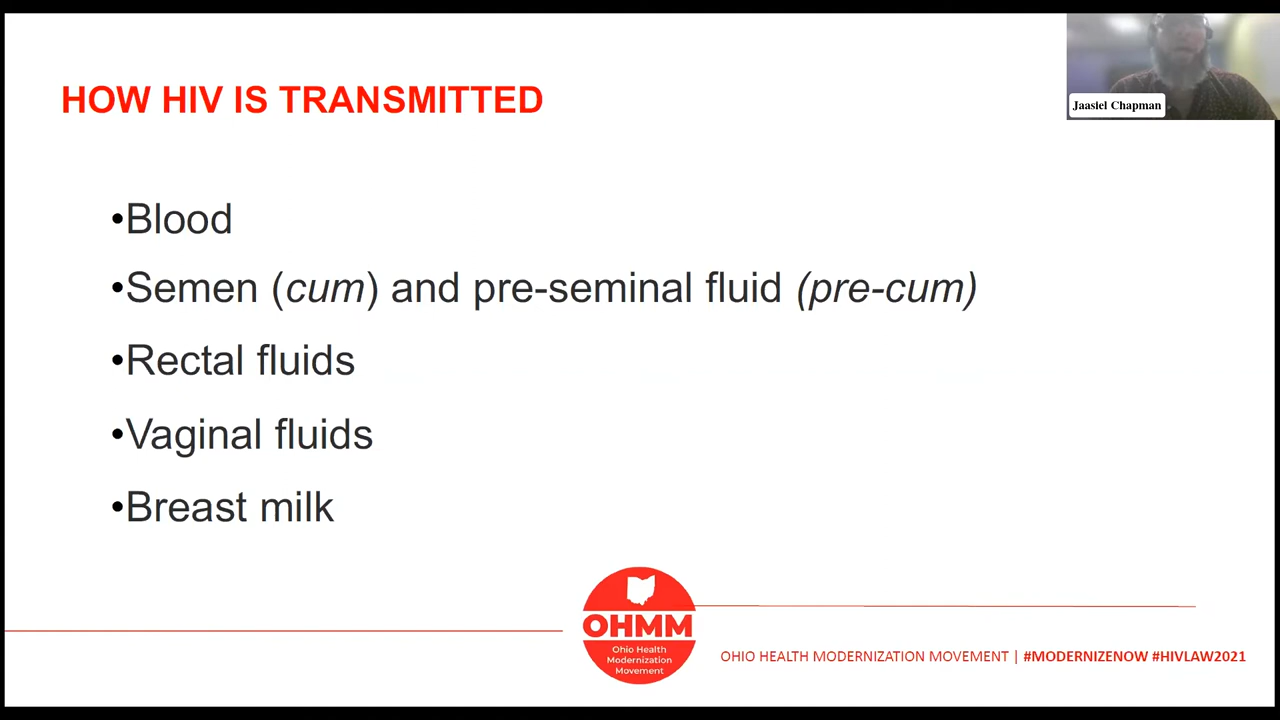 HOW HIV IS TRANSMITTED
Jaasiel Chapman
•Blood
•Semen (cum) and pre-seminal fluid (pre-cum)
•Rectal fluids
•Vaginal fluids
•Breast milk
OHMM
Ohio Health
Modernization
Movement
OHIO HEALTH MODERNIZATION MOVEMENT | #MODERNIZENOW #HIVLAW2021